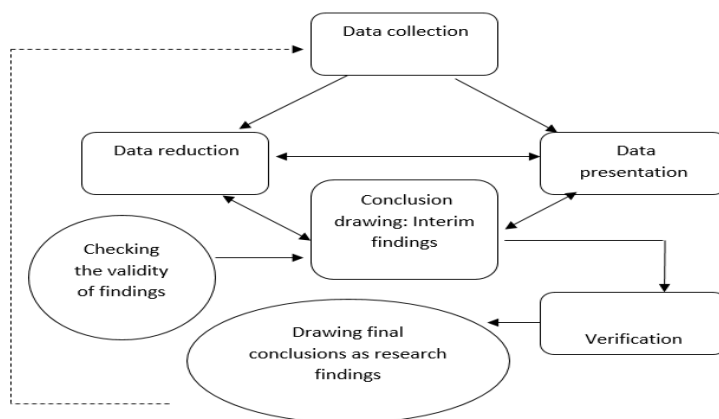 Data collection
Data reduction
Data
presentation
Conclusion
drawing: Interim
findings
Checking
the validity
of findings
Verification
Drawing final
conclusions as research
findings